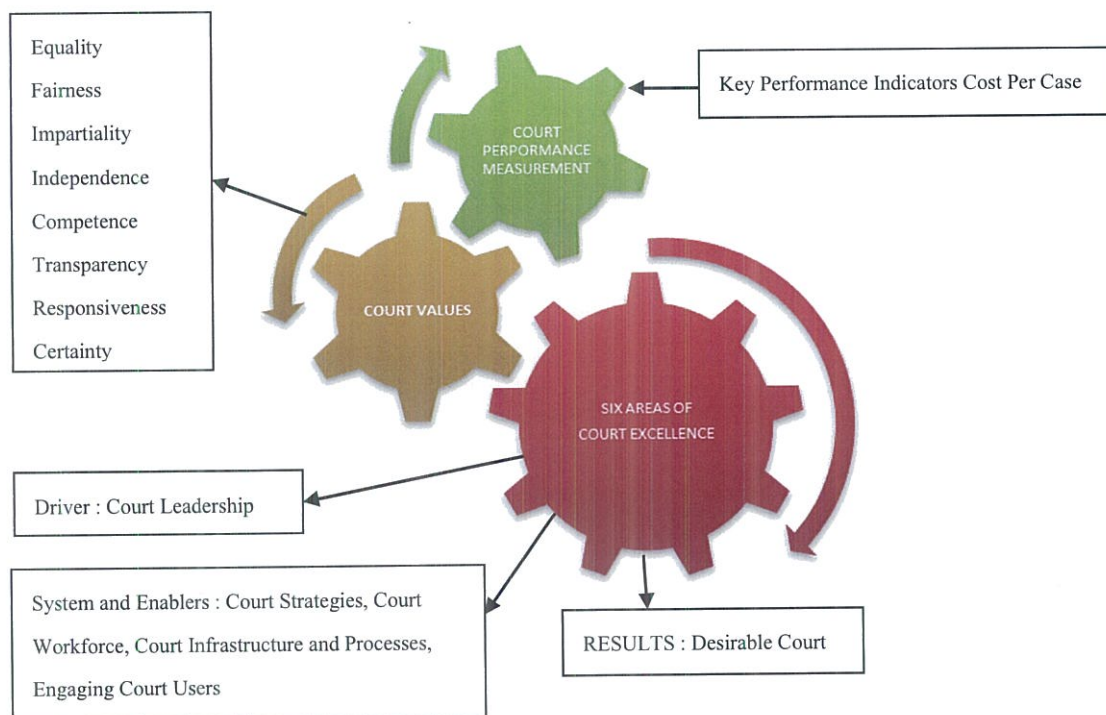 Equality
Fairness
Impartiality
Independence
Competence
Transparency
Responsiveness
Certainty
COURT
PERPORMANCE
MEASUREMENT
Key Performance Indicators Cost Per Case
COURT VALUES
SIX AREAS OF
COURT EXCELLENCE
Driver : Court Leadership
System and Enablers : Court Strategies, Court
Workforce, Court Infrastructure and Processes,
Engaging Court Users
RESULTS : Desirable Court